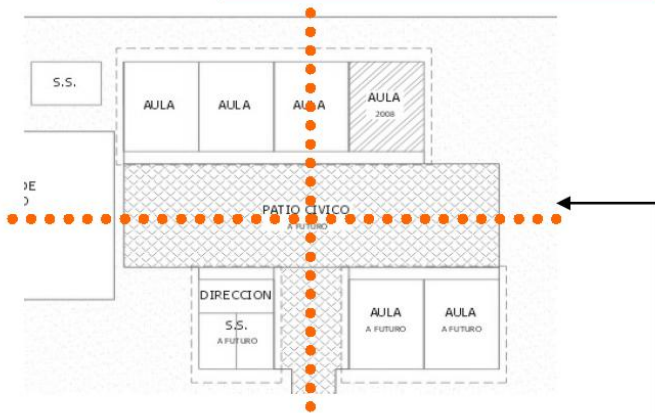 S.S.
AULA
AULA
AULA
AULA
2008
DE
O
PATIO CIVICO
A FUTURO
DIRECCION
S.S.
A FUTURO
AULA
A FUTURO
AULA
A FUTURO